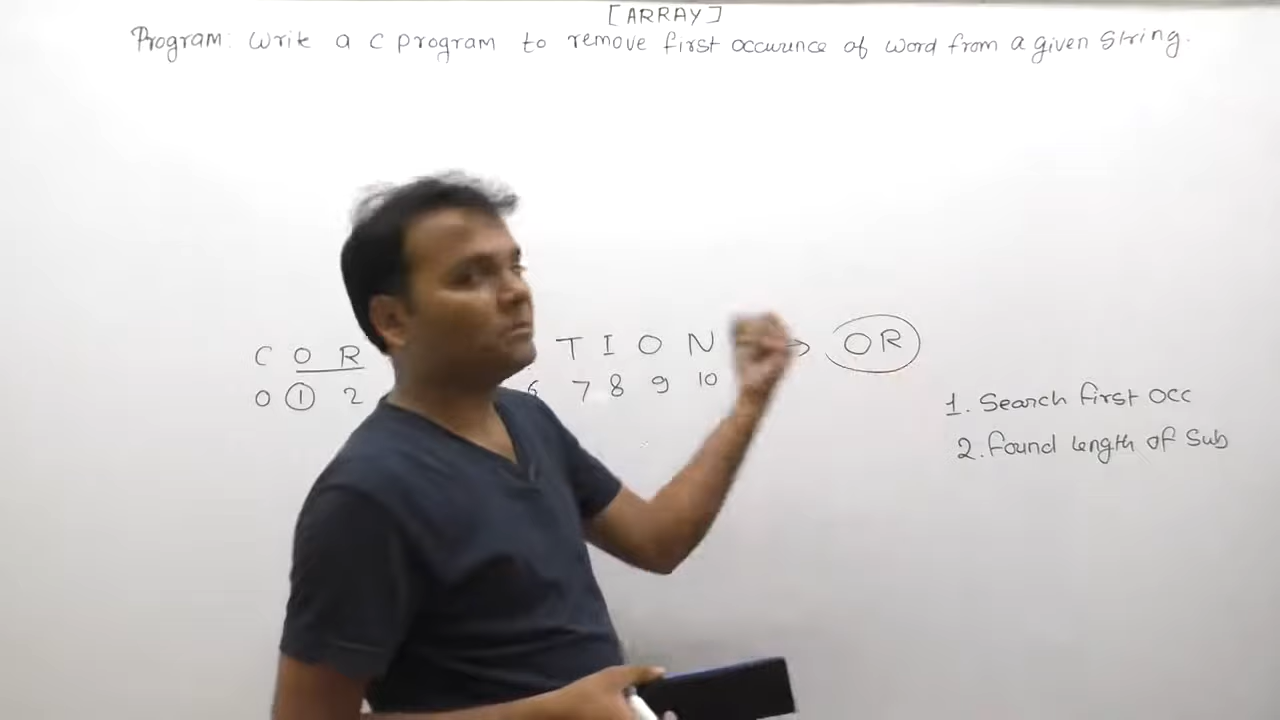 [ARRAY]
Program: Write a C program to remove first occurence of word from a given string.
C O R T I O N → OR
0 1 2 6 7 8 9 10
1. Search first occ
2. Found length of Sub